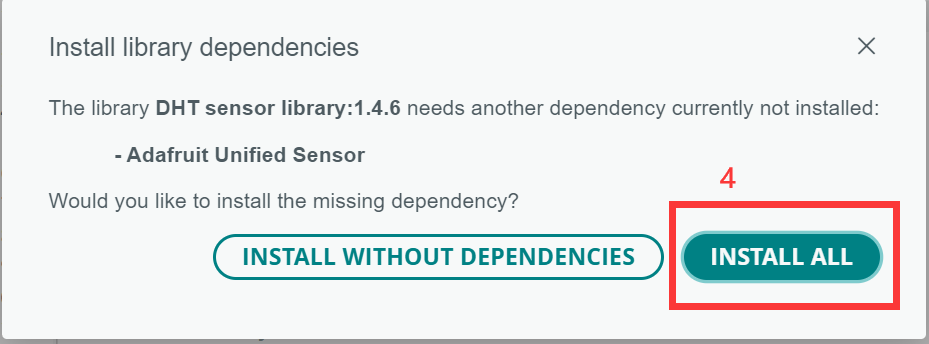 Install library dependencies
The library DHT sensor library:1.4.6 needs another dependency currently not installed:
- Adafruit Unified Sensor
4
Would you like to install the missing dependency?
INSTALL WITHOUT DEPENDENCIES
INSTALL ALL